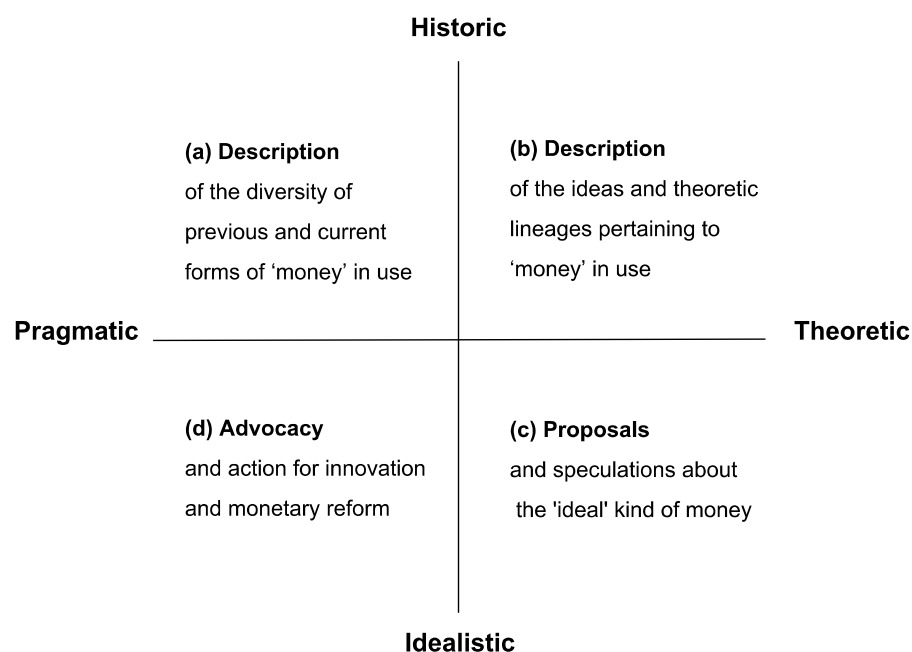 Historic
(a) Description
of the diversity of
previous and current
forms of ‘money’ in use
(b) Description
of the ideas and theoretic
lineages pertaining to
‘money’ in use
Pragmatic
Theoretic
(d) Advocacy
and action for innovation
and monetary reform
(c) Proposals
and speculations about
the 'ideal' kind of money
Idealistic